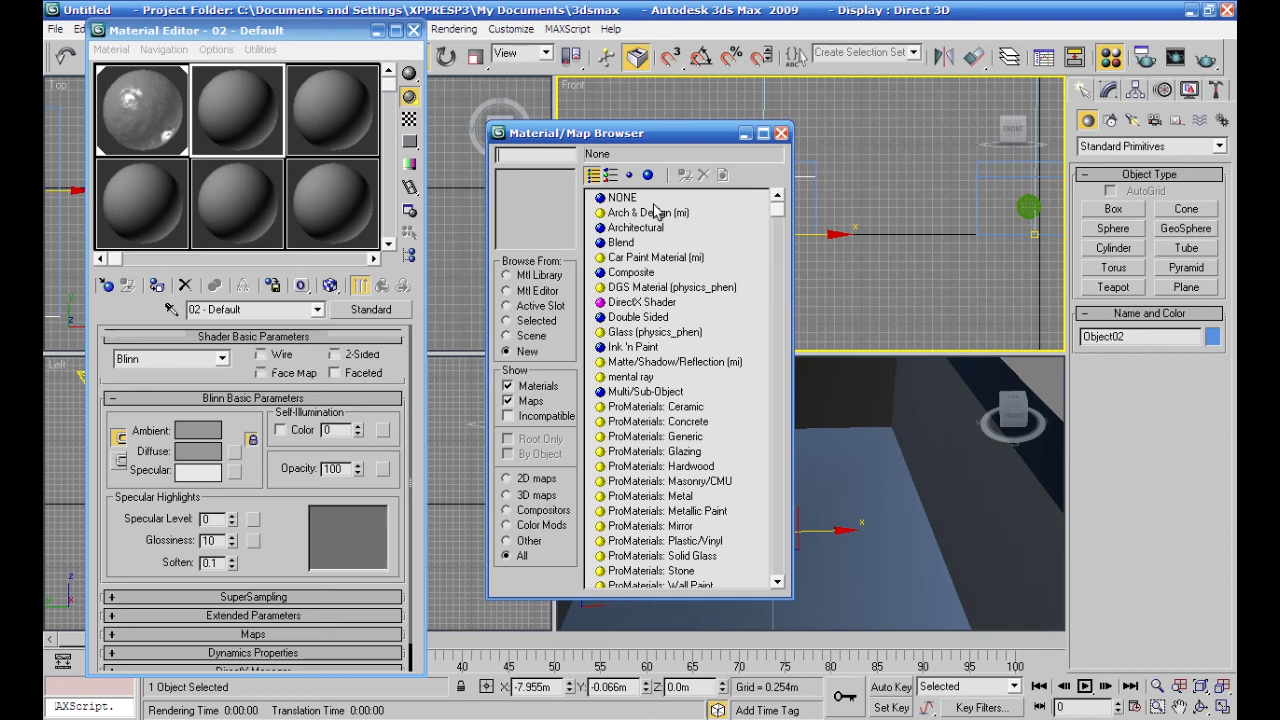 Untitled - Project Folder: C:\Documents and Settings\XPPRESP3\My Documents\3dsmax - Autodesk 3ds Max 2009 - Display : Direct 3D
Ed
Rendering Customize MAXScript Help
View
Create Selection Set
Material Editor - 02 - Default
Material Navigation Options Utilities
02 - Default
Standard
Shader Basic Parameters
Blinn
Wire
2-Sided
Face Map
Faceted
Blinn Basic Parameters
Self-Illumination
Ambient:
Color 0
Diffuse:
Specular:
Opacity: 100
Specular Highlights
Specular Level: 0
Glossiness: 10
Soften: 0.1
SuperSampling
Extended Parameters
Maps
Dynamics Properties
DirectX Manager
Top
Left
Front
Material/Map Browser
None
Browse From:
Mtl Library
Mtl Editor
Active Slot
Selected
Scene
New
Show
Materials
Maps
Incompatible
Root Only
By Object
2D maps
3D maps
Compositors
Color Mods
Other
All
NONE
Arch & Design (mi)
Architectural
Blend
Car Paint Material (mi)
Composite
DGS Material (physics_phen)
DirectX Shader
Double Sided
Glass (physics_phen)
Ink 'n Paint
Matte/Shadow/Reflection (mi)
mental ray
Multi/Sub-Object
ProMaterials: Ceramic
ProMaterials: Concrete
ProMaterials: Generic
ProMaterials: Glazing
ProMaterials: Hardwood
ProMaterials: Masonry/CMU
ProMaterials: Metal
ProMaterials: Metallic Paint
ProMaterials: Mirror
ProMaterials: Plastic/Vinyl
ProMaterials: Solid Glass
ProMaterials: Stone
ProMaterials: Wall Paint
x
x
FRONT
Standard Primitives
Object Type
AutoGrid
Box Cone
Sphere GeoSphere
Cylinder Tube
Torus Pyramid
Teapot Plane
Name and Color
Object02
z
x
40 45 50 55 60 65 70 75 80 85 90 95 100
1 Object Selected
X: -7.955m Y: -0.066m Z: 0.0m Grid = 0.254m
Auto Key Selected
AXScript.
Rendering Time 0:00:00 Translation Time 0:00:00
Add Time Tag
Set Key
Key Filters...
0